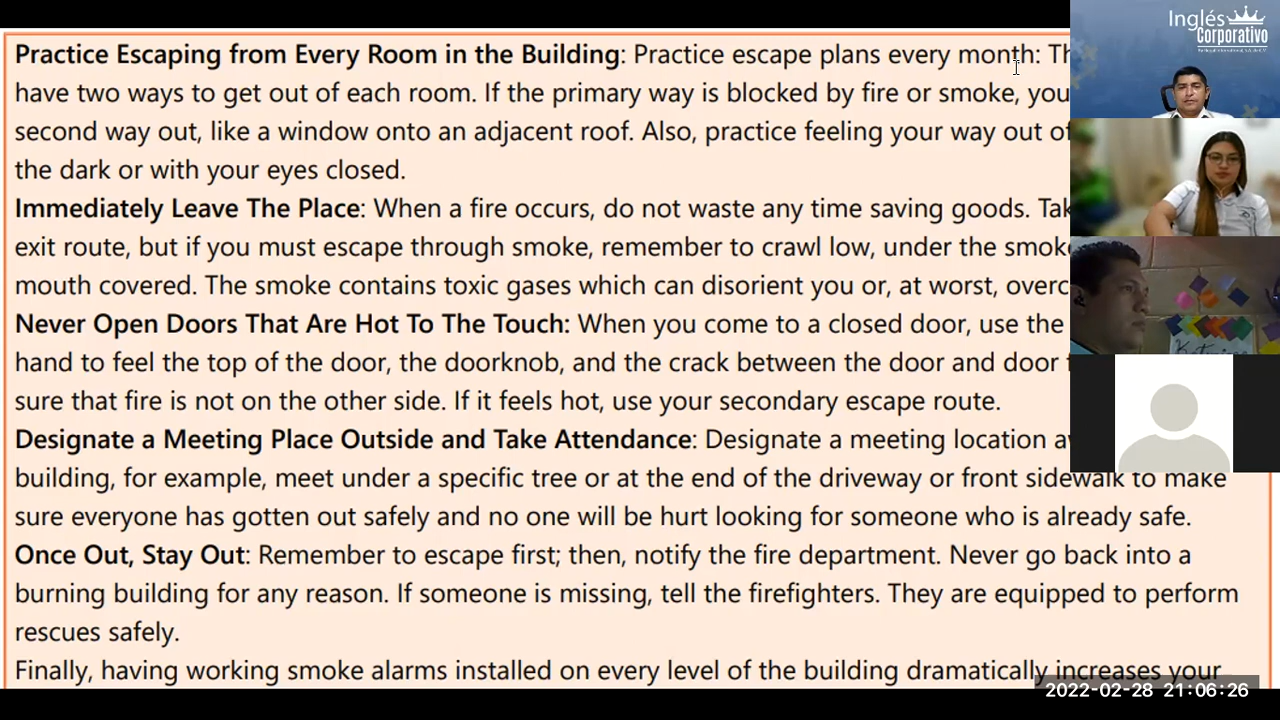 Practice Escaping from Every Room in the Building: Practice escape plans every month: Th
have two ways to get out of each room. If the primary way is blocked by fire or smoke, you
second way out, like a window onto an adjacent roof. Also, practice feeling your way out of
the dark or with your eyes closed.
Immediately Leave The Place: When a fire occurs, do not waste any time saving goods. Tak
exit route, but if you must escape through smoke, remember to crawl low, under the smoke
mouth covered. The smoke contains toxic gases which can disorient you or, at worst, overc
Never Open Doors That Are Hot To The Touch: When you come to a closed door, use the
hand to feel the top of the door, the doorknob, and the crack between the door and door
sure that fire is not on the other side. If it feels hot, use your secondary escape route.
Designate a Meeting Place Outside and Take Attendance: Designate a meeting location
building, for example, meet under a specific tree or at the end of the driveway or front sidewalk to make
sure everyone has gotten out safely and no one will be hurt looking for someone who is already safe.
Once Out, Stay Out: Remember to escape first; then, notify the fire department. Never go back into a
burning building for any reason. If someone is missing, tell the firefighters. They are equipped to perform
rescues safely.
Finally, having working smoke alarms installed on every level of the building dramatically increases your
Inglés
Corporativo
2022-02-28 21:06:26